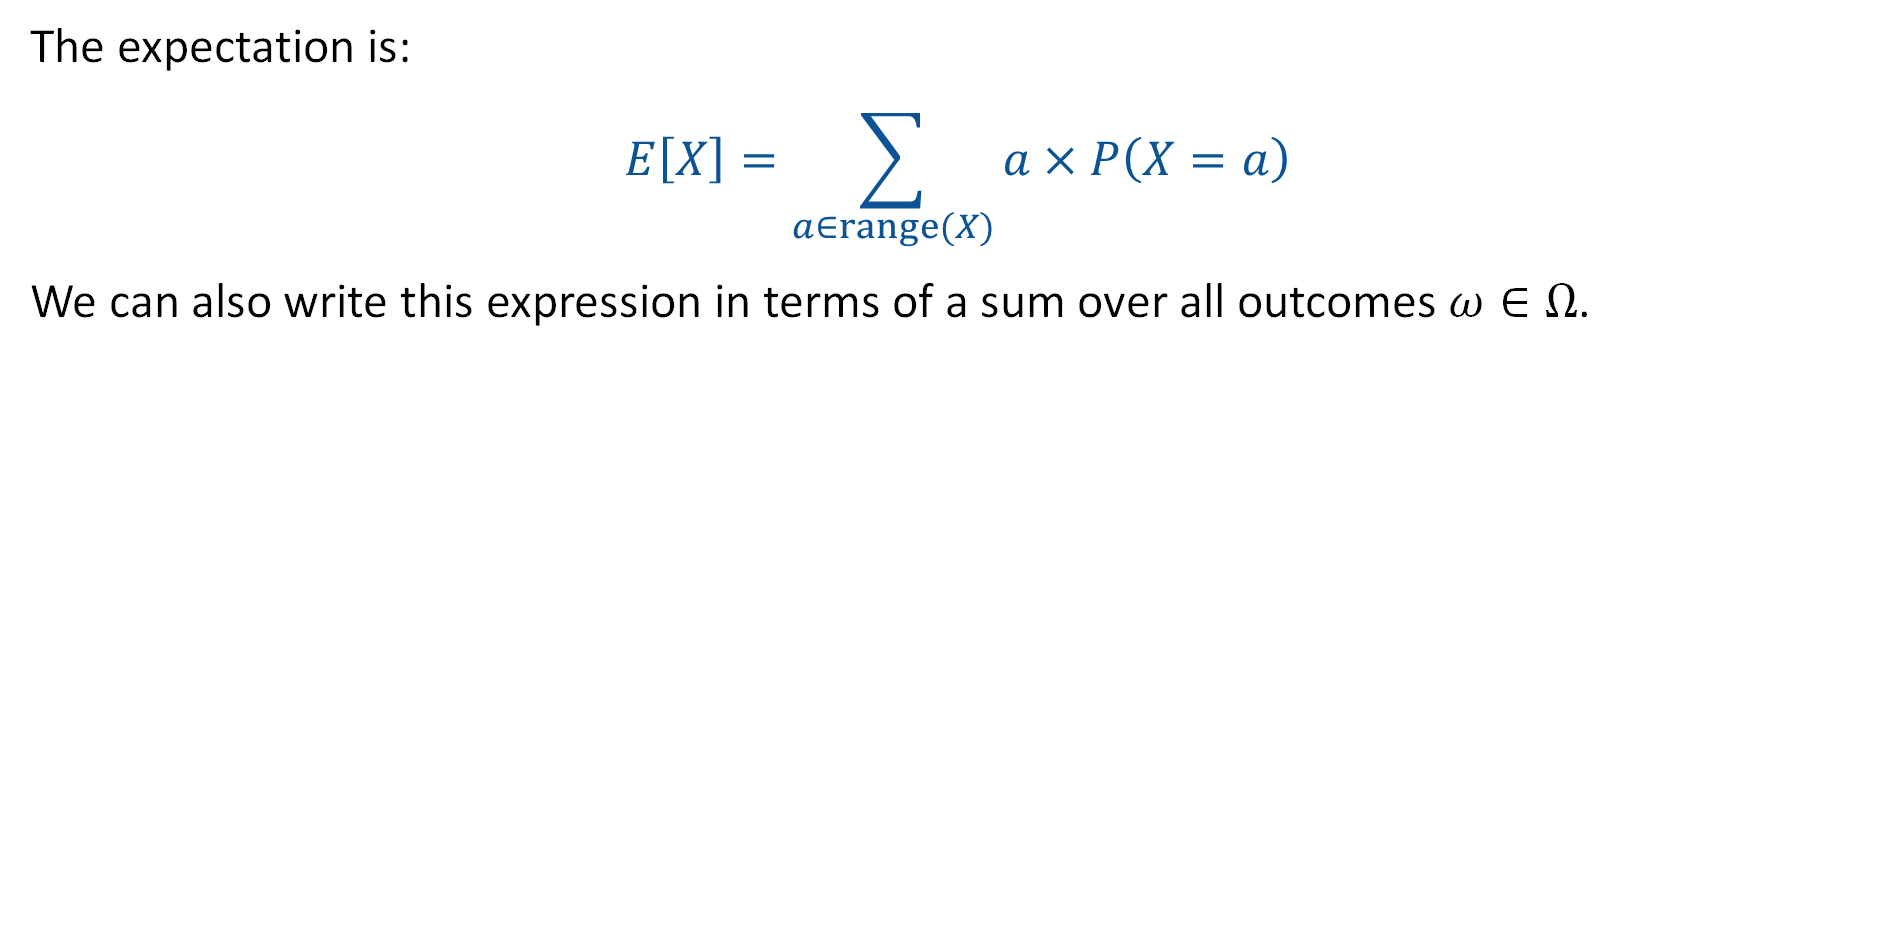 The expectation is:
E[X] = ∑ a × P(X = a)
a∈range(X)
We can also write this expression in terms of a sum over all outcomes ω ∈ Ω.